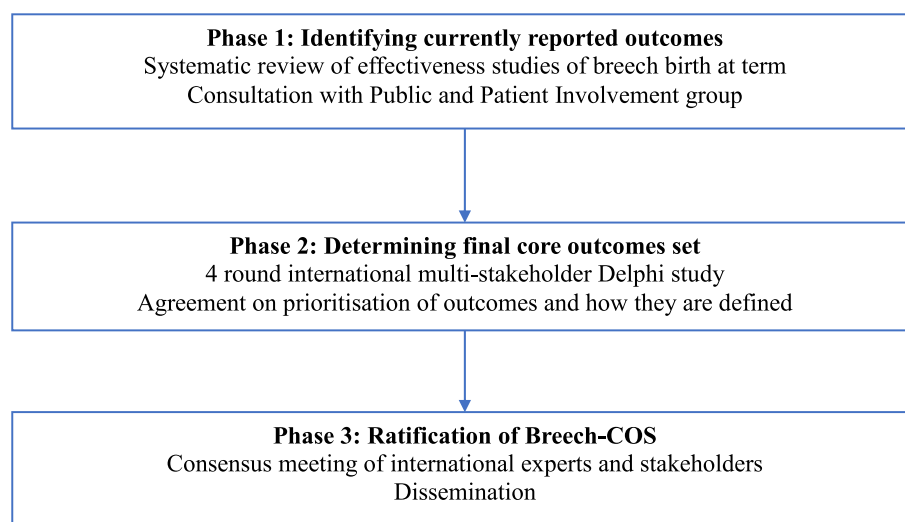 Phase 1: Identifying currently reported outcomes
Systematic review of effectiveness studies of breech birth at term
Consultation with Public and Patient Involvement group
Phase 2: Determining final core outcomes set
4 round international multi-stakeholder Delphi study
Agreement on prioritisation of outcomes and how they are defined
Phase 3: Ratification of Breech-COS
Consensus meeting of international experts and stakeholders
Dissemination